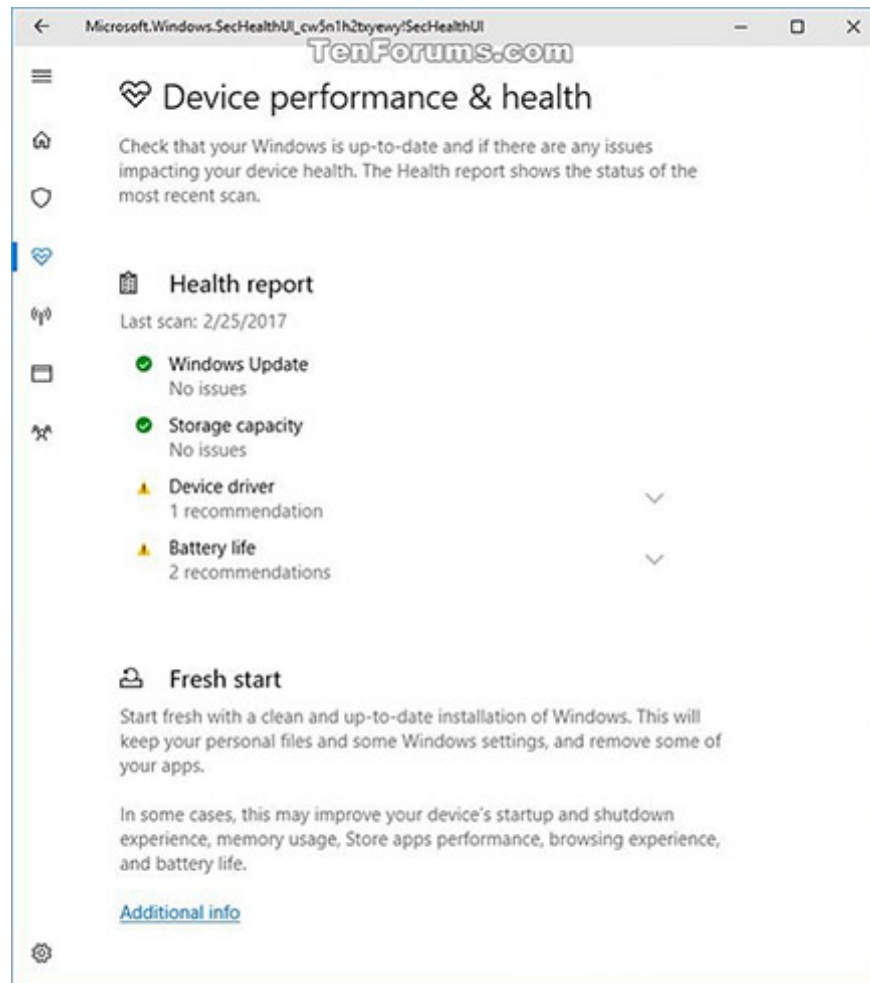 Microsoft.Windows.SecHealthUI_cw5n1h2txyewy!SecHealthUI
TenForums.com
Device performance & health
Check that your Windows is up-to-date and if there are any issues
impacting your device health. The Health report shows the status of the
most recent scan.
Health report
Last scan: 2/25/2017
Windows Update
No issues
Storage capacity
No issues
Device driver
1 recommendation
Battery life
2 recommendations
Fresh start
Start fresh with a clean and up-to-date installation of Windows. This will
keep your personal files and some Windows settings, and remove some of
your apps.
In some cases, this may improve your device's startup and shutdown
experience, memory usage, Store apps performance, browsing experience,
and battery life.
Additional info